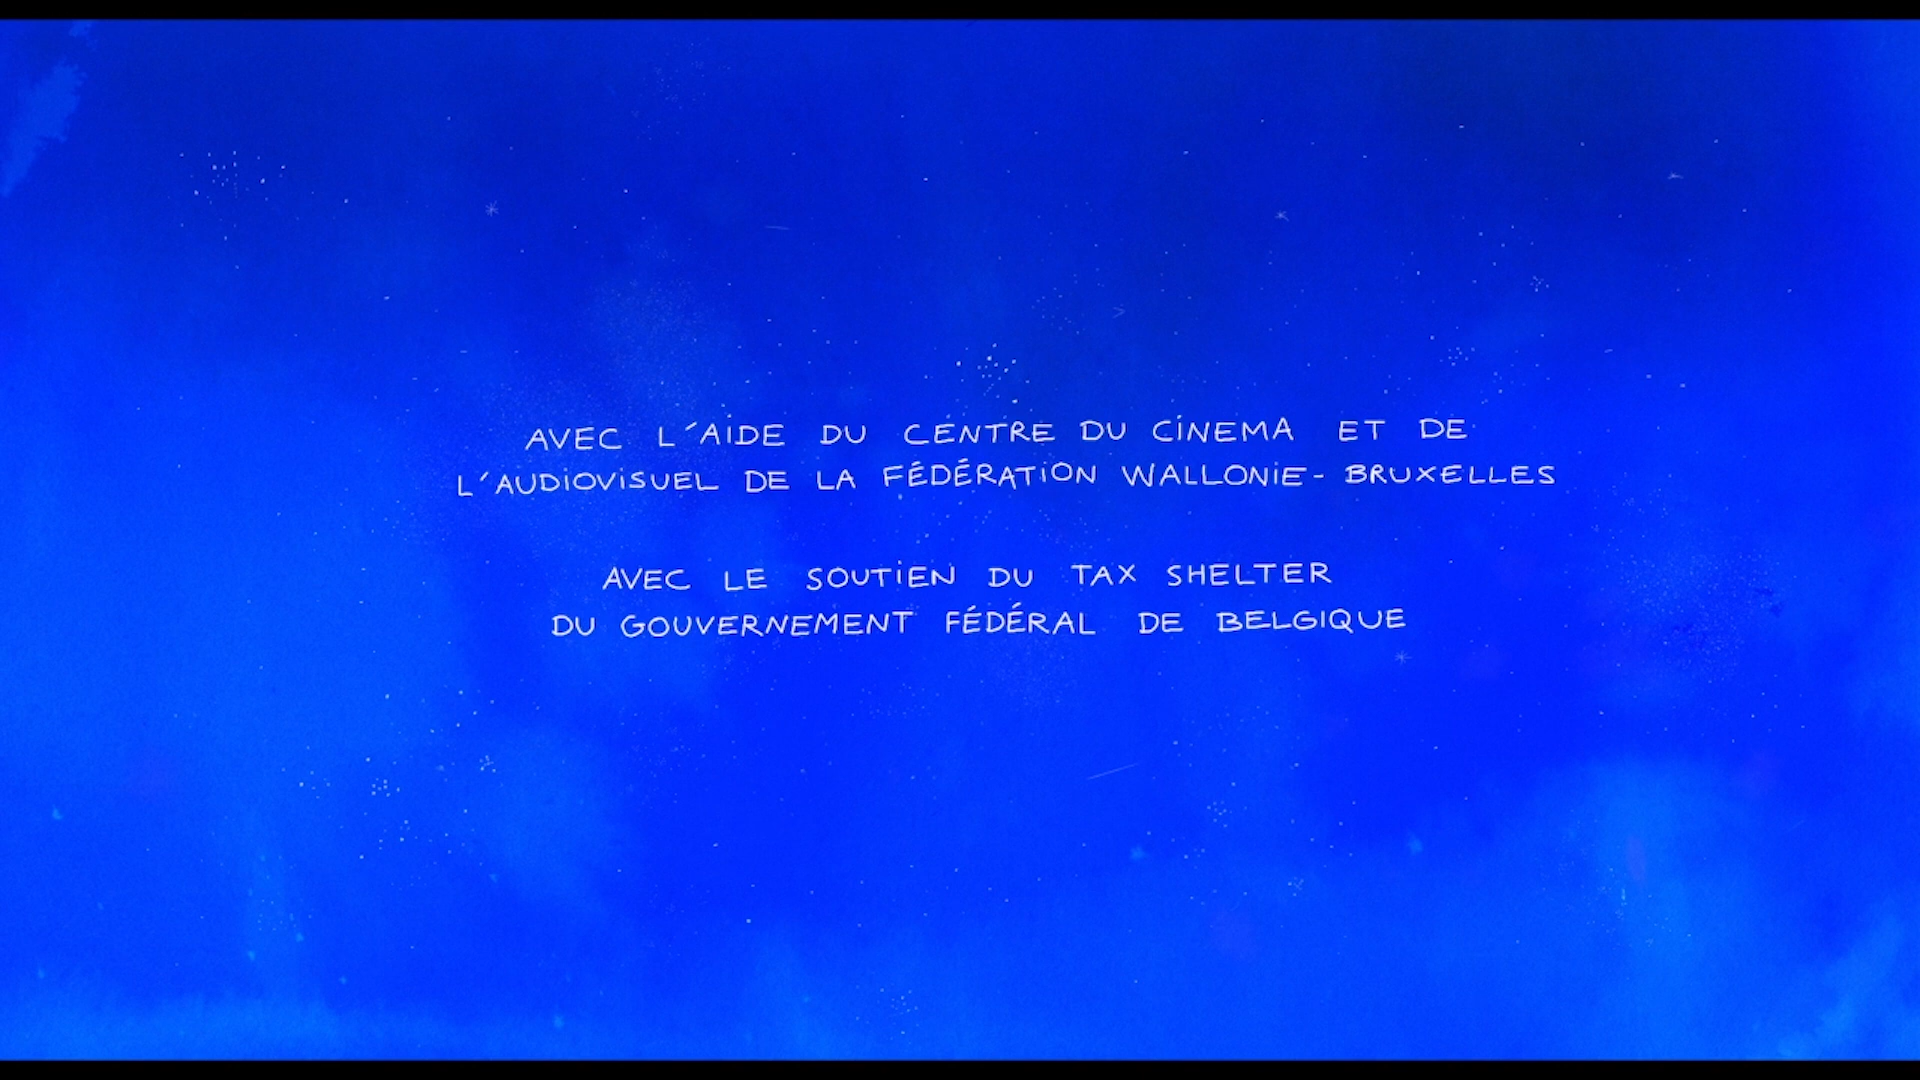 AVEC L'AIDE DU CENTRE DU CINEMA ET DE
L'AUDIOVISUEL DE LA FÉDÉRATION WALLONIE-BRUXELLES
AVEC LE SOUTIEN DU TAX SHELTER
DU GOUVERNEMENT FÉDÉRAL DE BELGIQUE